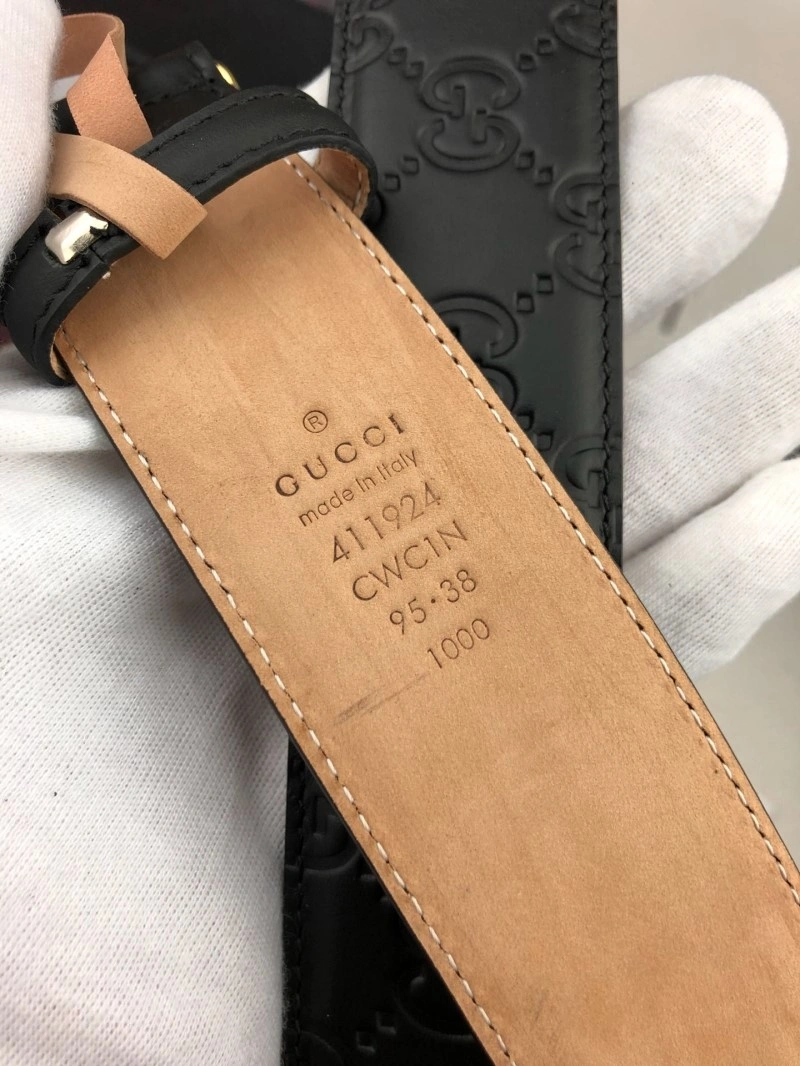 ®
GUCCI
made in Italy
411924
CWC1N
95·38
1000